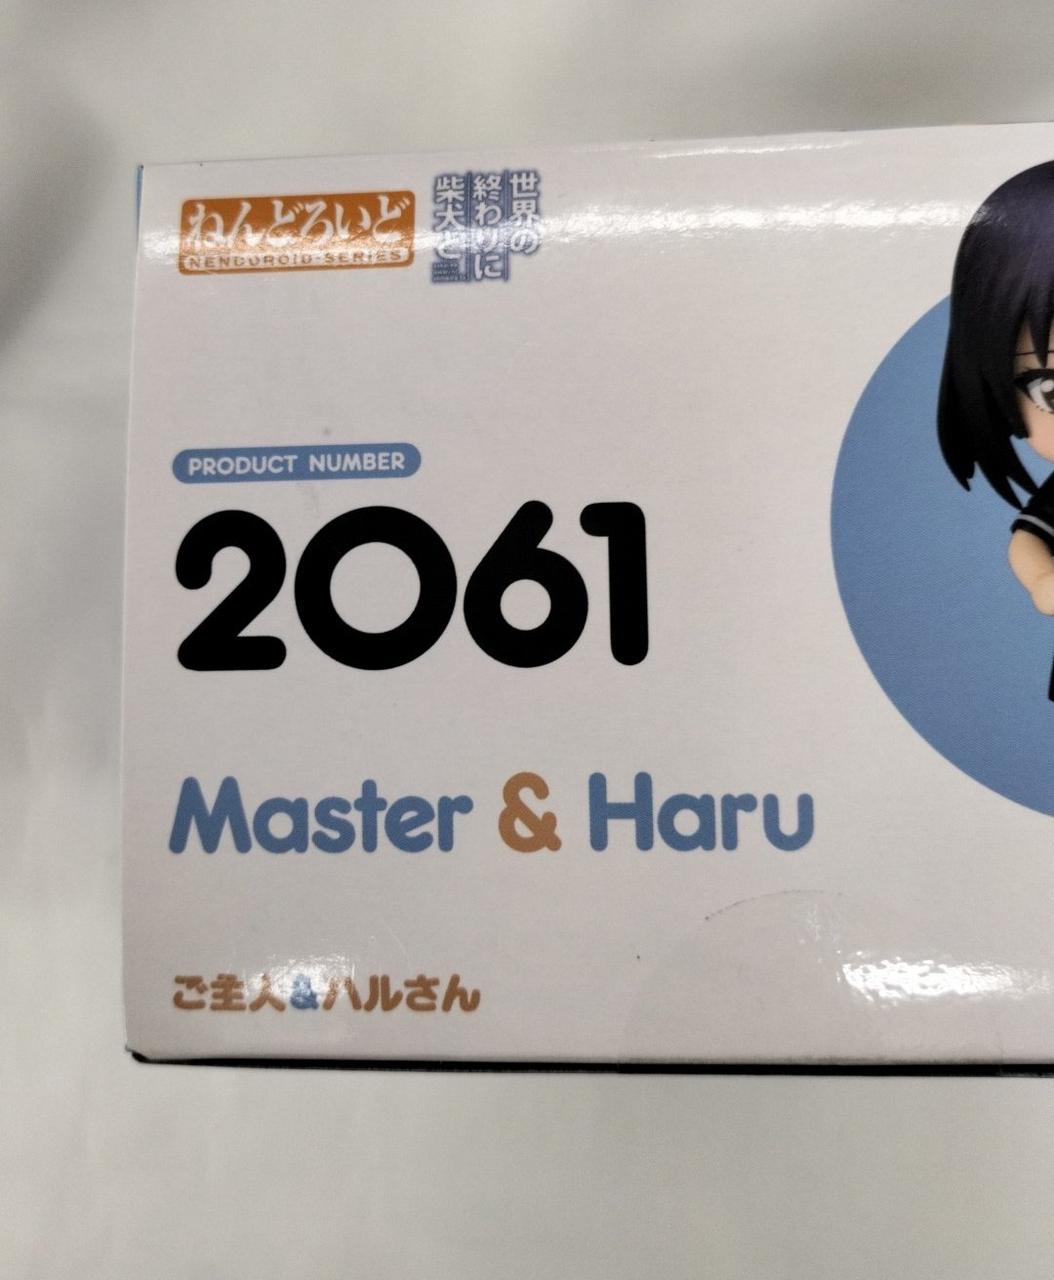 ねんどろいど
NENDOROID SERIES
世界の
終わりに
柴犬と
PRODUCT NUMBER
2061
Master & Haru
ご主人&ハルさん